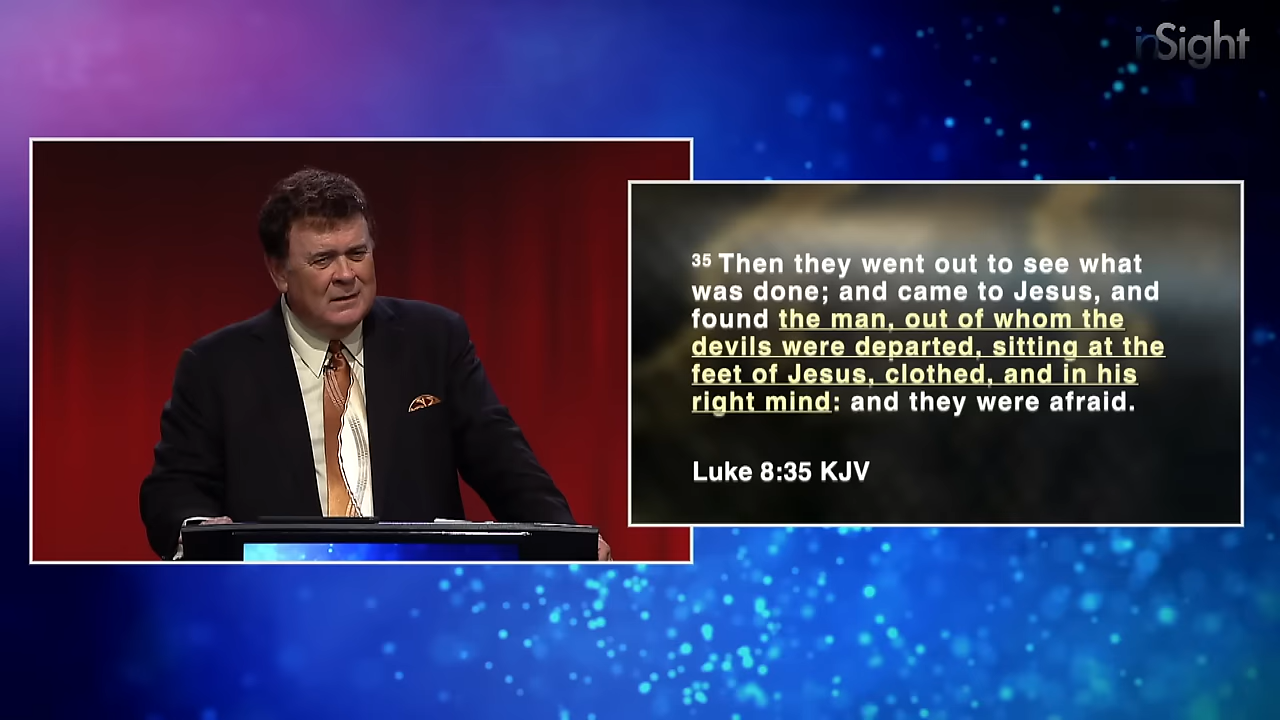 inSight
35 Then they went out to see what
was done; and came to Jesus, and
found the man, out of whom the
devils were departed, sitting at the
feet of Jesus, clothed, and in his
right mind: and they were afraid.
Luke 8:35 KJV